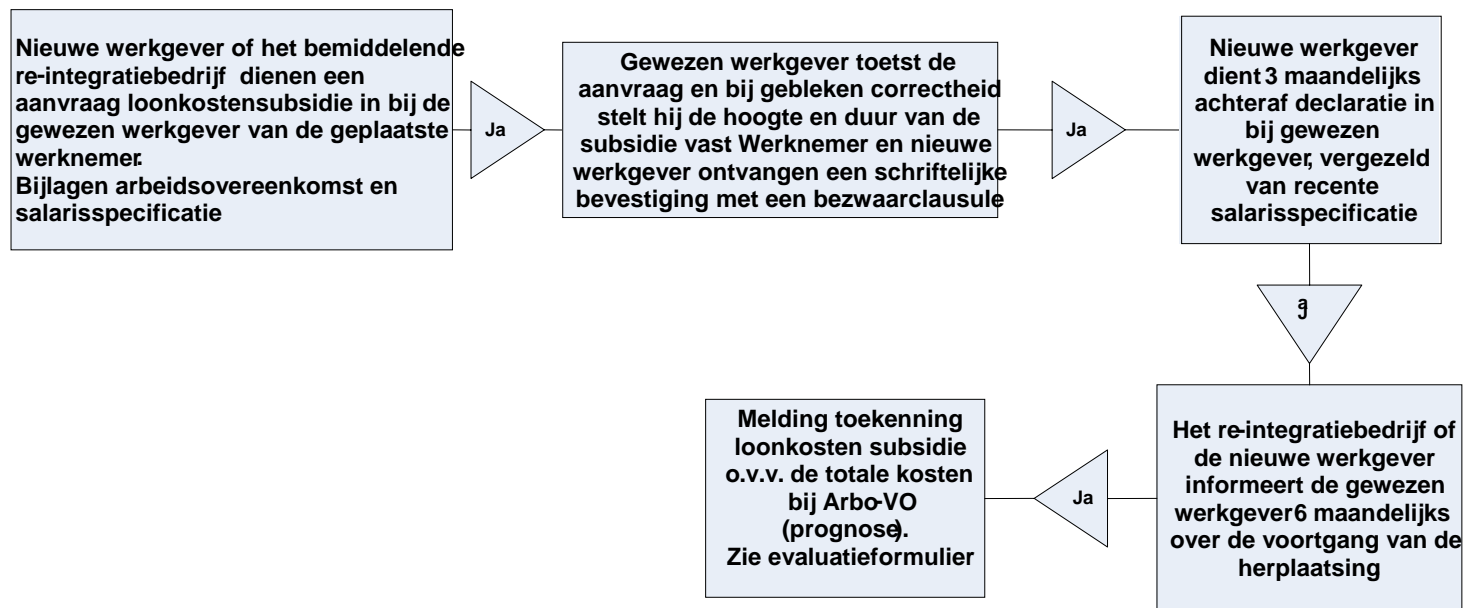 Nieuwe werkgever of het bemiddelende
re-integratiebedrijf dienen een
aanvraag loonkostensubsidie in bij de
gewezen werkgever van de geplaatste
werknemer.
Bijlagen arbeidsovereenkomst en
salarisspecificatie
Ja
Gewezen werkgever toetst de
aanvraag en bij gebleken correctheid
stelt hij de hoogte en duur van de
subsidie vast Werknemer en nieuwe
werkgever ontvangen een schriftelijke
bevestiging met een bezwaarclausule
Ja
Nieuwe werkgever
dient 3 maandelijks
achteraf declaratie in
bij gewezen
werkgever, vergezeld
van recente
salarisspecificatie
Ja
Het re-integratiebedrijf of
de nieuwe werkgever
informeert de gewezen
werkgever 6 maandelijks
over de voortgang van de
herplaatsing
Ja
Melding toekenning
loonkosten subsidie
o.v.v. de totale kosten
bij Arbo-VO
(prognose).
Zie evaluatieformulier